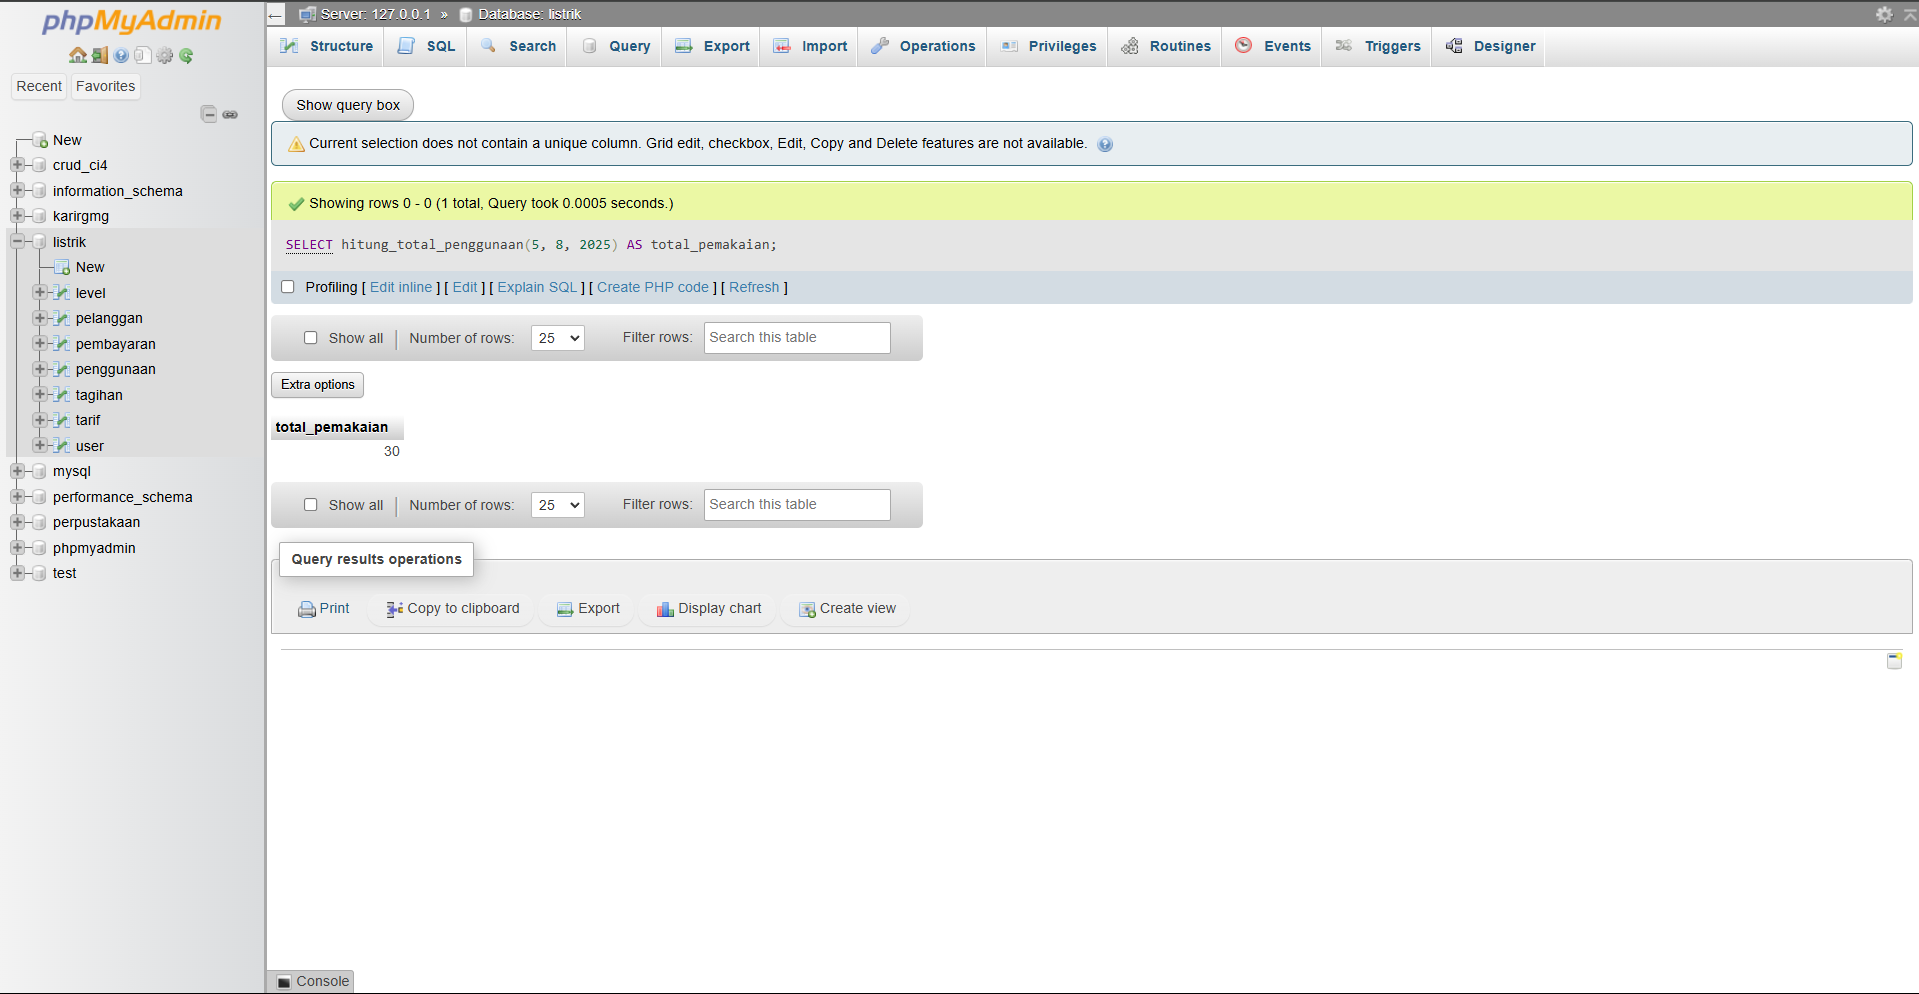 phpMyAdmin
Recent
Favorites
New
crud_ci4
information_schema
karirgmg
listrik
New
level
pelanggan
pembayaran
penggunaan
tagihan
tarif
user
mysql
performance_schema
perpustakaan
phpmyadmin
test
Server: 127.0.0.1 » Database: listrik
Structure SQL Search Query Export Import Operations Privileges Routines Events Triggers Designer
Show query box
Current selection does not contain a unique column. Grid edit, checkbox, Edit, Copy and Delete features are not available.
Showing rows 0 - 0 (1 total, Query took 0.0005 seconds.)
SELECT hitung_total_penggunaan(5, 8, 2025) AS total_pemakaian;
Profiling [ Edit inline ] [ Edit ] [ Explain SQL ] [ Create PHP code ] [ Refresh ]
Show all | Number of rows: 25 Filter rows: Search this table
Extra options
total_pemakaian
30
Show all | Number of rows: 25 Filter rows: Search this table
Query results operations
Print Copy to clipboard Export Display chart Create view
Console